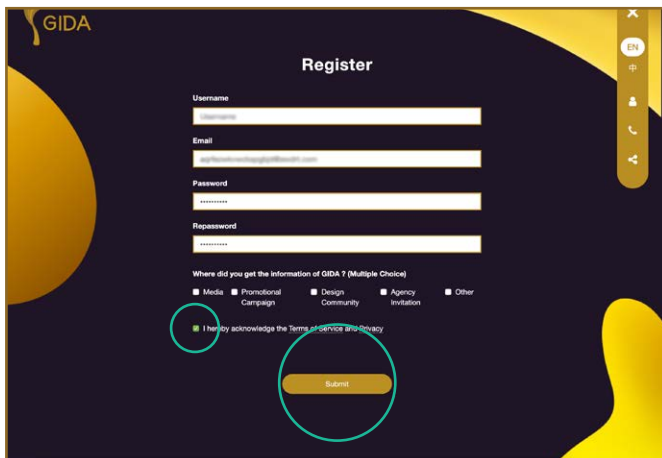 GIDA
EN
中
Register
Username
Username
Email
Password
••••••••••
Repassword
••••••••••
Where did you get the information of GIDA ? (Multiple Choice)
Media Promotional Campaign Design Community Agency Invitation Other
I hereby acknowledge the Terms of Service and Privacy
Submit